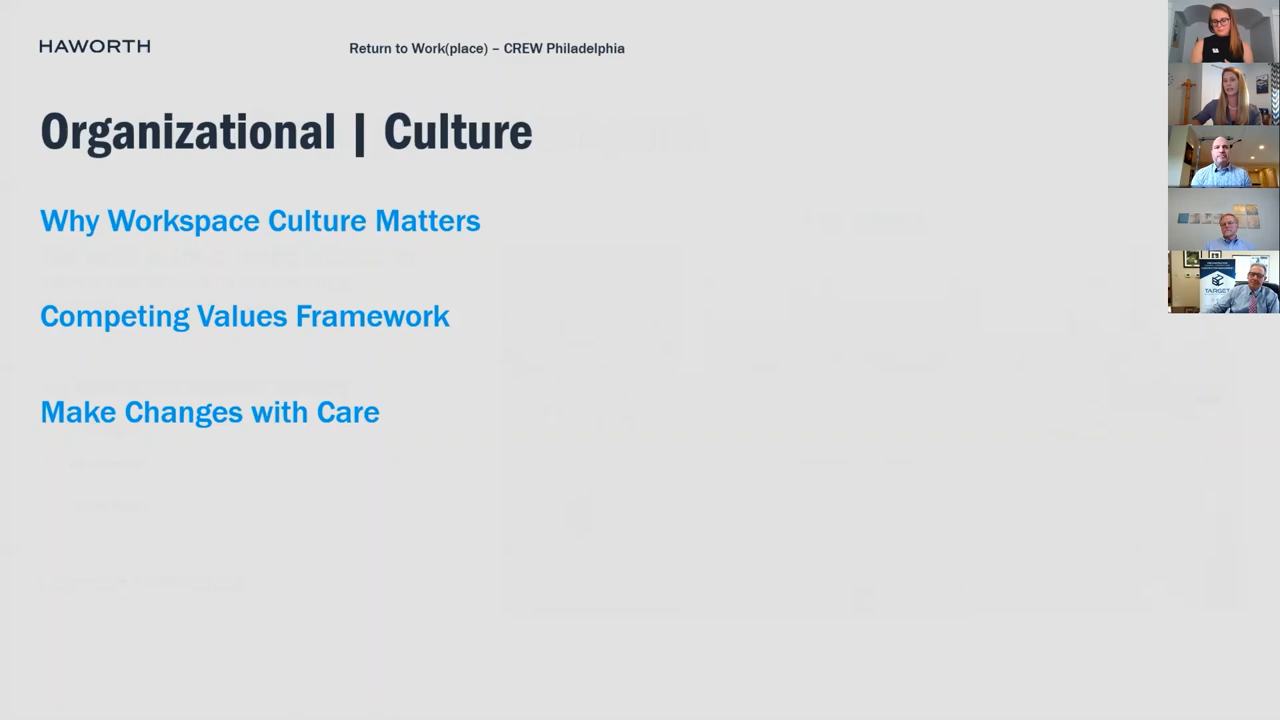 HAWORTH
Return to Work(place) – CREW Philadelphia
Organizational | Culture
Why Workspace Culture Matters
Competing Values Framework
Make Changes with Care
TARGET